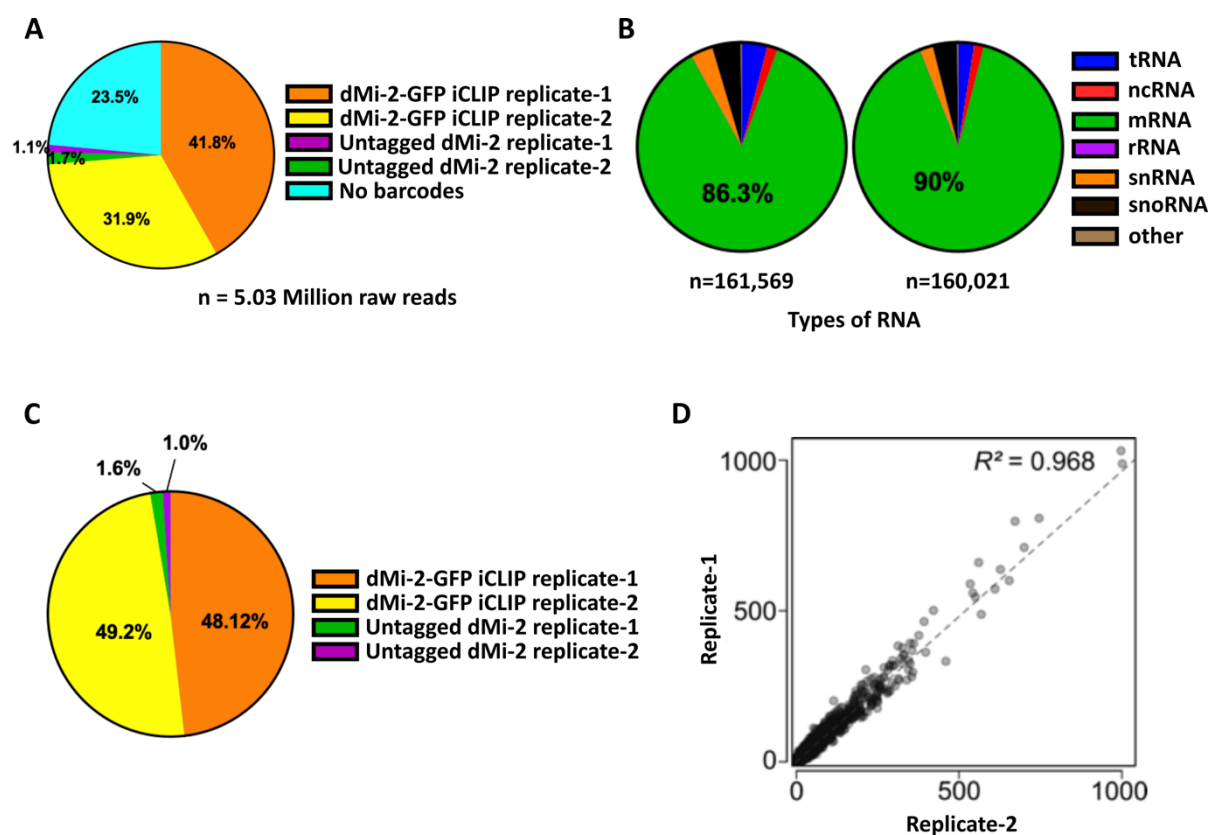 A
23.5%
41.8%
1.1%
1.7%
31.9%
dMi-2-GFP iCLIP replicate-1
dMi-2-GFP iCLIP replicate-2
Untagged dMi-2 replicate-1
Untagged dMi-2 replicate-2
No barcodes
n = 5.03 Million raw reads
B
86.3%
90%
n=161,569
n=160,021
Types of RNA
tRNA
ncRNA
mRNA
rRNA
snRNA
snoRNA
other
C
1.0%
1.6%
49.2%
48.12%
dMi-2-GFP iCLIP replicate-1
dMi-2-GFP iCLIP replicate-2
Untagged dMi-2 replicate-1
Untagged dMi-2 replicate-2
D
R² = 0.968
1000
500
0
Replicate-1
0
500
1000
Replicate-2